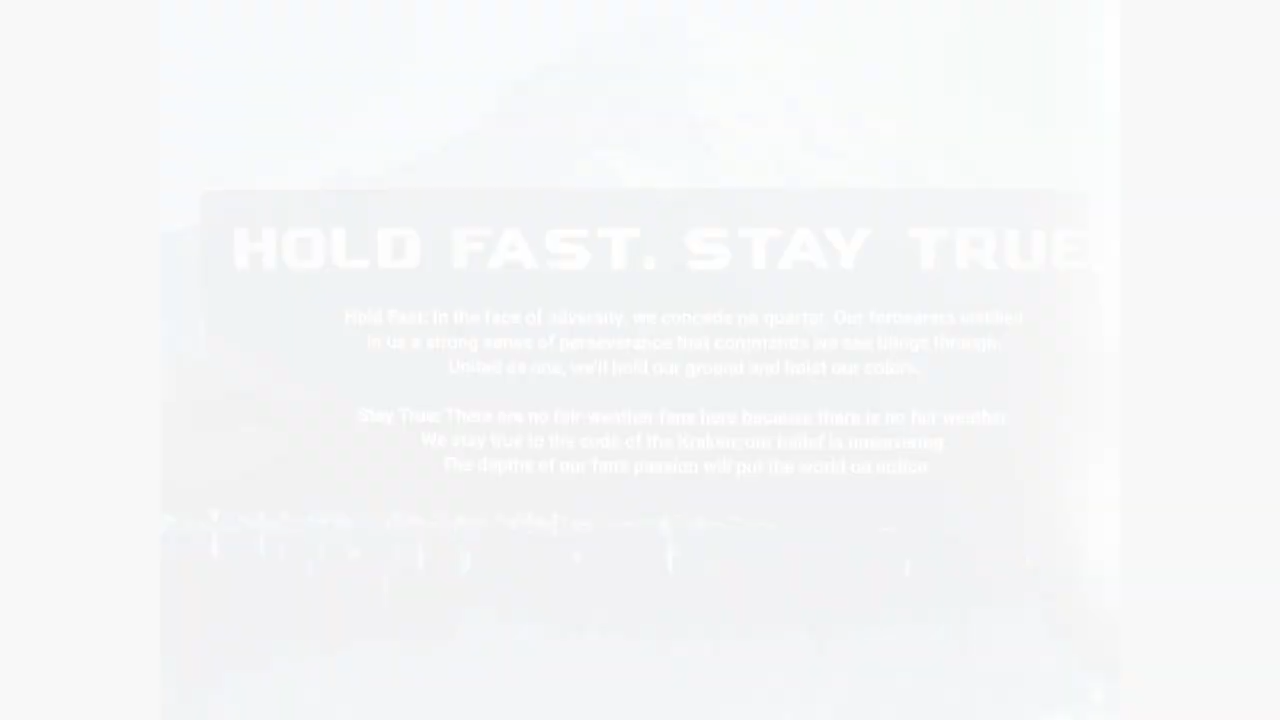 HOLD FAST. STAY TRUE.
Hold Fast: In the face of adversity, we concede no quarter. Our forbearers instilled
in us a strong sense of perseverance that commands we see things through.
United as one, we'll hold our ground and hoist our colors.
Stay True: There are no fair-weather fans here because there is no fair weather.
We stay true to the code of the Kraken: our belief is unwavering
The depths of our fans passion will put the world on notice